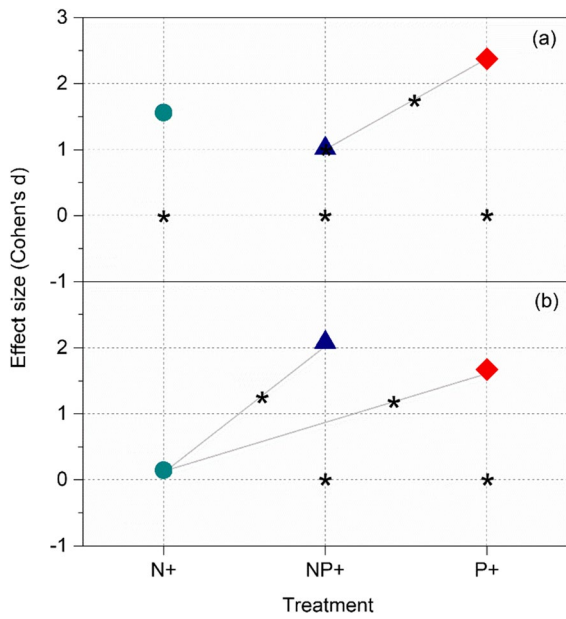 3
(a)
2
1
0
-1
(b)
2
1
0
-1
Effect size (Cohen's d)
N+ NP+ P+
Treatment